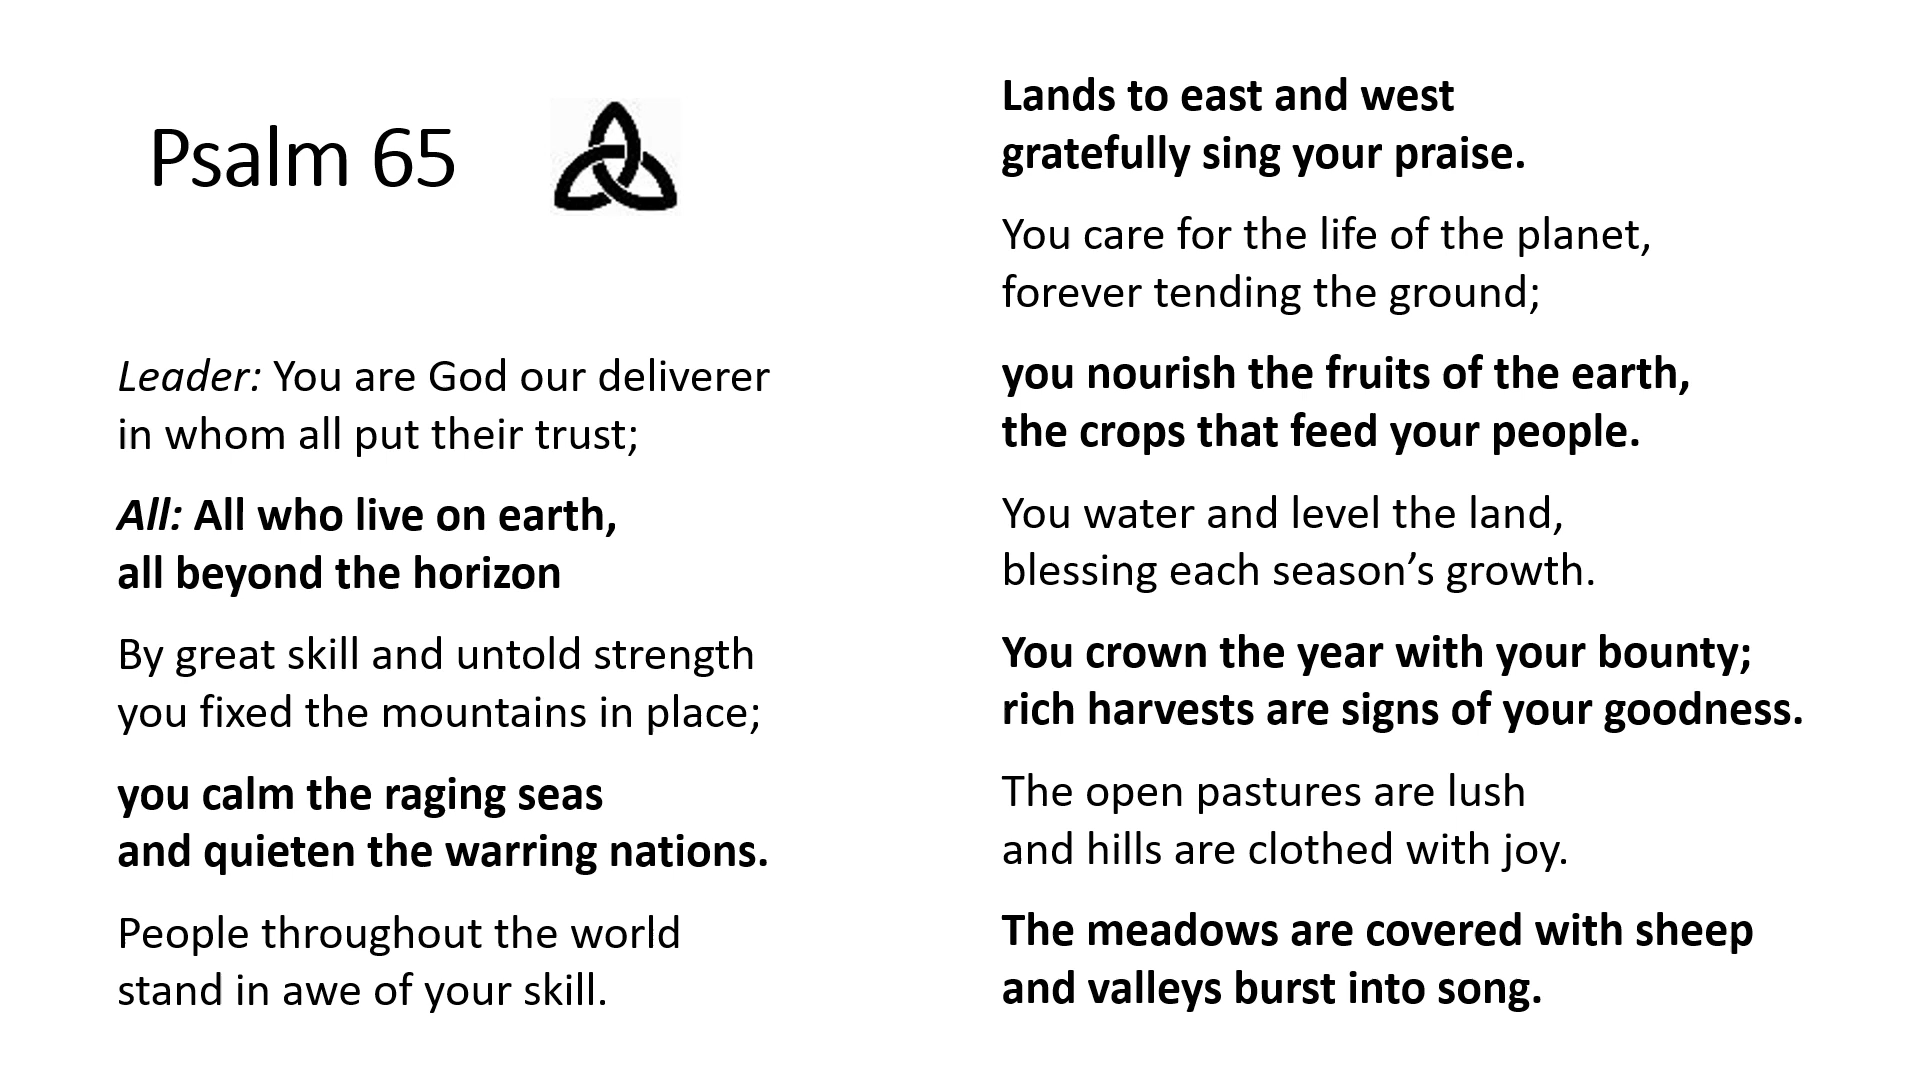 Psalm 65
Leader: You are God our deliverer
in whom all put their trust;
All: All who live on earth,
all beyond the horizon
By great skill and untold strength
you fixed the mountains in place;
you calm the raging seas
and quieten the warring nations.
People throughout the world
stand in awe of your skill.
Lands to east and west
gratefully sing your praise.
You care for the life of the planet,
forever tending the ground;
you nourish the fruits of the earth,
the crops that feed your people.
You water and level the land,
blessing each season’s growth.
You crown the year with your bounty;
rich harvests are signs of your goodness.
The open pastures are lush
and hills are clothed with joy.
The meadows are covered with sheep
and valleys burst into song.